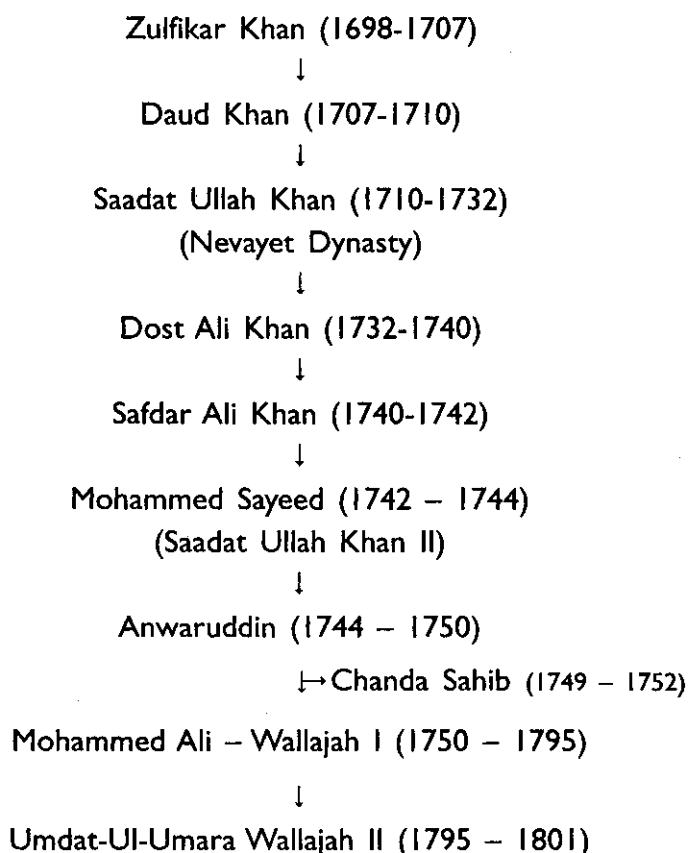 Zulfikar Khan (1698-1707)
↓
Daud Khan (1707-1710)
↓
Saadat Ullah Khan (1710-1732)
(Nevayet Dynasty)
↓
Dost Ali Khan (1732-1740)
↓
Safdar Ali Khan (1740-1742)
↓
Mohammed Sayeed (1742 – 1744)
(Saadat Ullah Khan II)
↓
Anwaruddin (1744 – 1750)
↦Chanda Sahib (1749 – 1752)
Mohammed Ali – Wallajah I (1750 – 1795)
↓
Umdat-Ul-Umara Wallajah II (1795 – 1801)